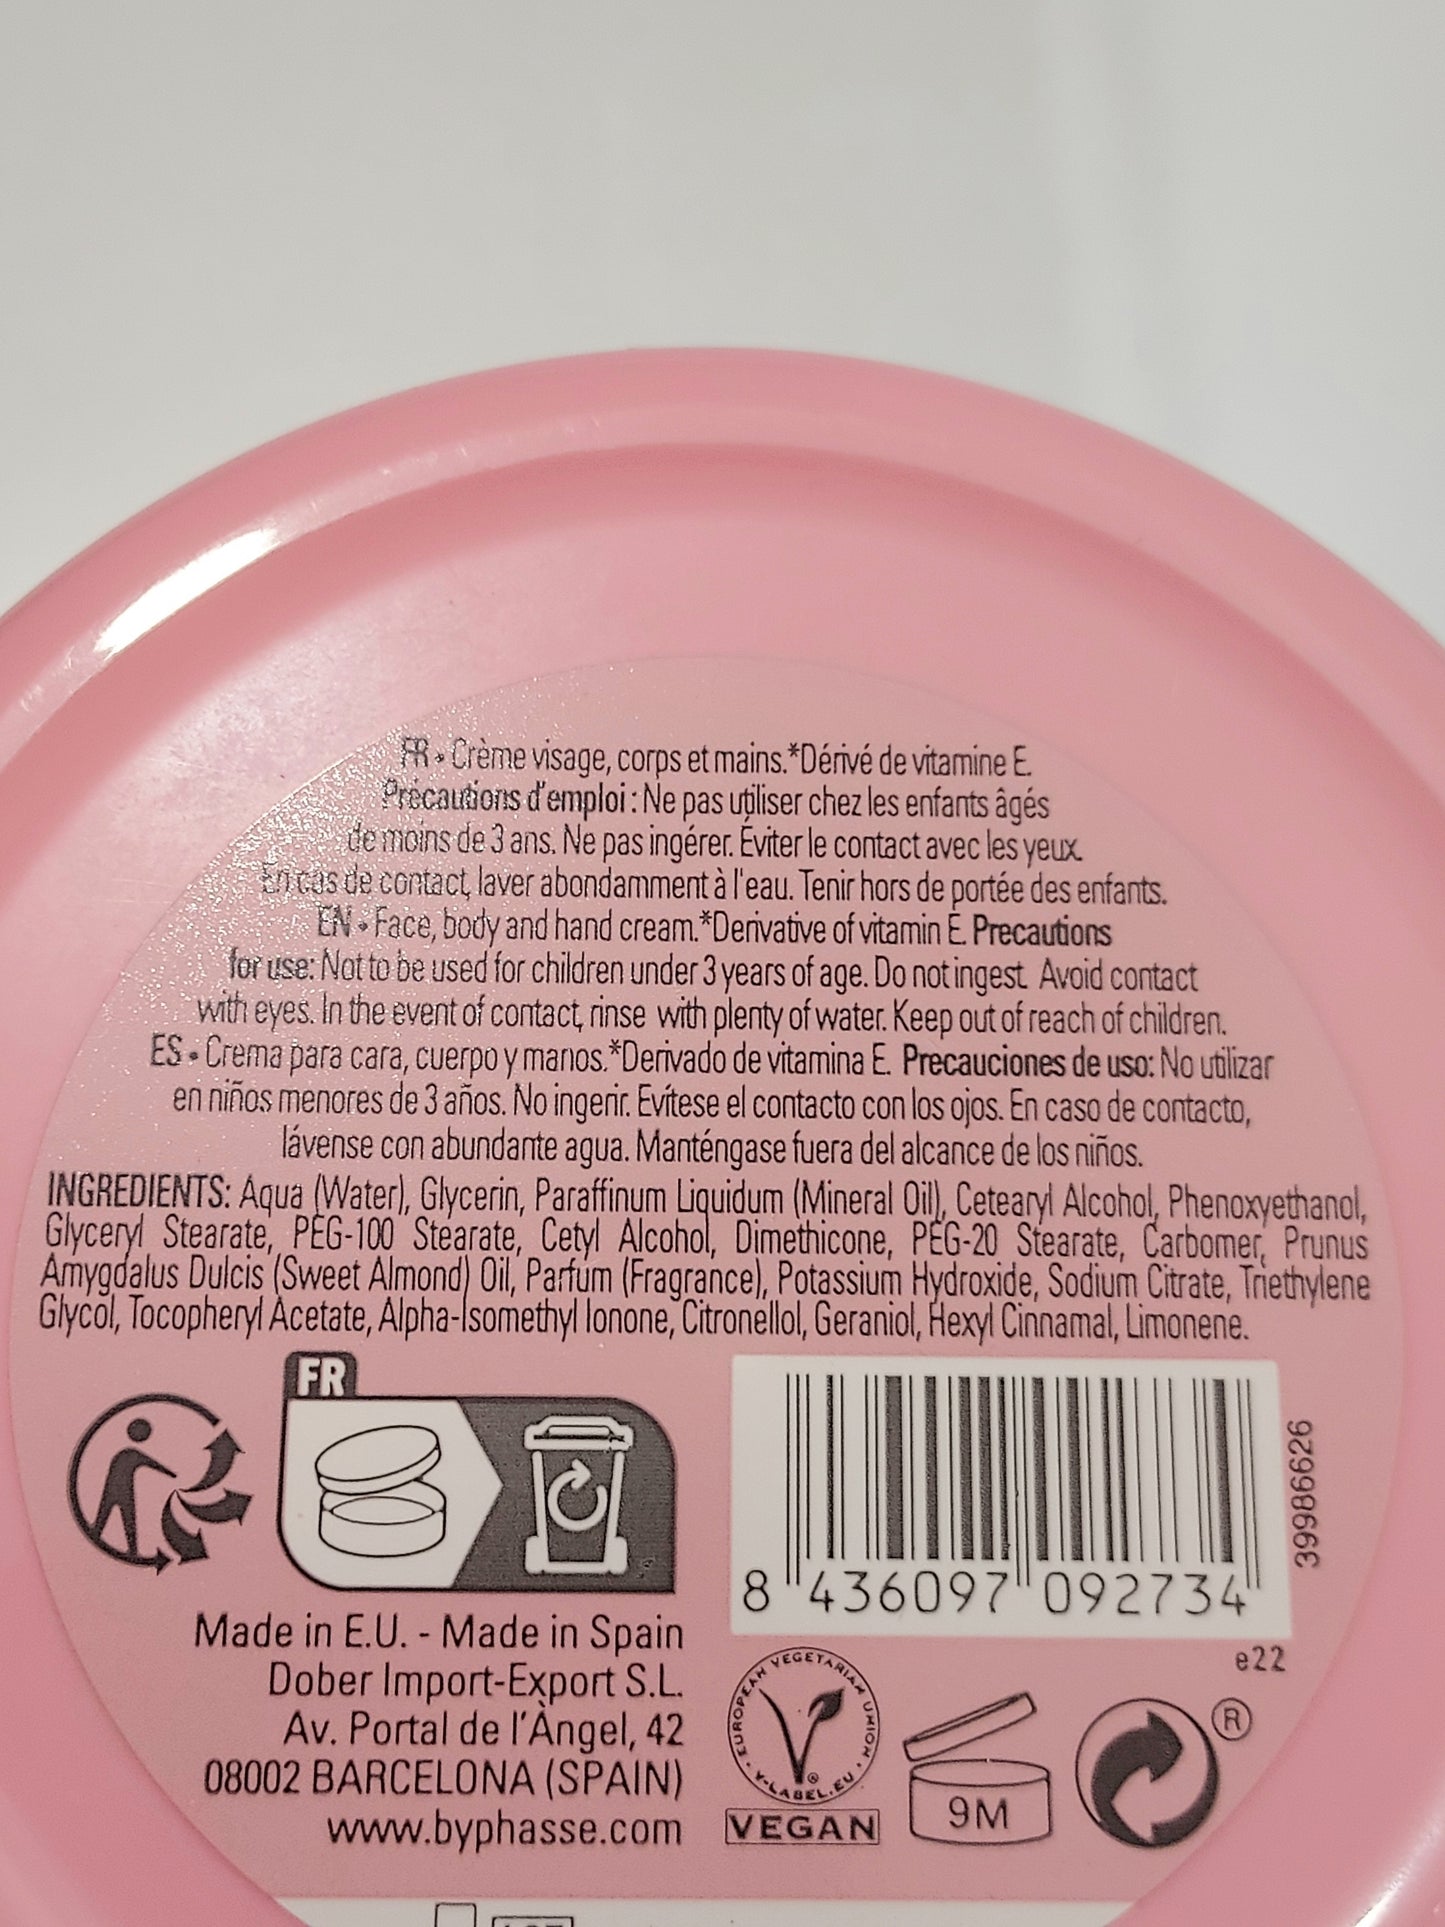 FR • Crème visage, corps et mains.*Dérivé de vitamine E.
Précautions d'emploi : Ne pas utiliser chez les enfants âgés
de moins de 3 ans. Ne pas ingérer. Éviter le contact avec les yeux.
En cas de contact, laver abondamment à l'eau. Tenir hors de portée des enfants.
EN • Face, body and hand cream.*Derivative of vitamin E. Precautions
for use: Not to be used for children under 3 years of age. Do not ingest. Avoid contact
with eyes. In the event of contact, rinse with plenty of water. Keep out of reach of children.
ES • Crema para cara, cuerpo y manos.*Derivado de vitamina E. Precauciones de uso: No utilizar
en niños menores de 3 años. No ingerir. Evítese el contacto con los ojos. En caso de contacto,
lávense con abundante agua. Manténgase fuera del alcance de los niños.
INGREDIENTS: Aqua (Water), Glycerin, Paraffinum Liquidum (Mineral Oil), Cetearyl Alcohol, Phenoxyethanol,
Glyceryl Stearate, PEG-100 Stearate, Cetyl Alcohol, Dimethicone, PEG-20 Stearate, Carbomer, Prunus
Amygdalus Dulcis (Sweet Almond) Oil, Parfum (Fragrance), Potassium Hydroxide, Sodium Citrate, Triethylene
Glycol, Tocopheryl Acetate, Alpha-Isomethyl Ionone, Citronellol, Geraniol, Hexyl Cinnamal, Limonene.
FR
39986626
8 436097 092734
e22
Made in E.U. - Made in Spain
Dober Import-Export S.L.
Av. Portal de l'Àngel, 42
08002 BARCELONA (SPAIN)
www.byphasse.com
EUROPEAN VEGETARIAN UNION
V-LABEL.EU
VEGAN
9M
®